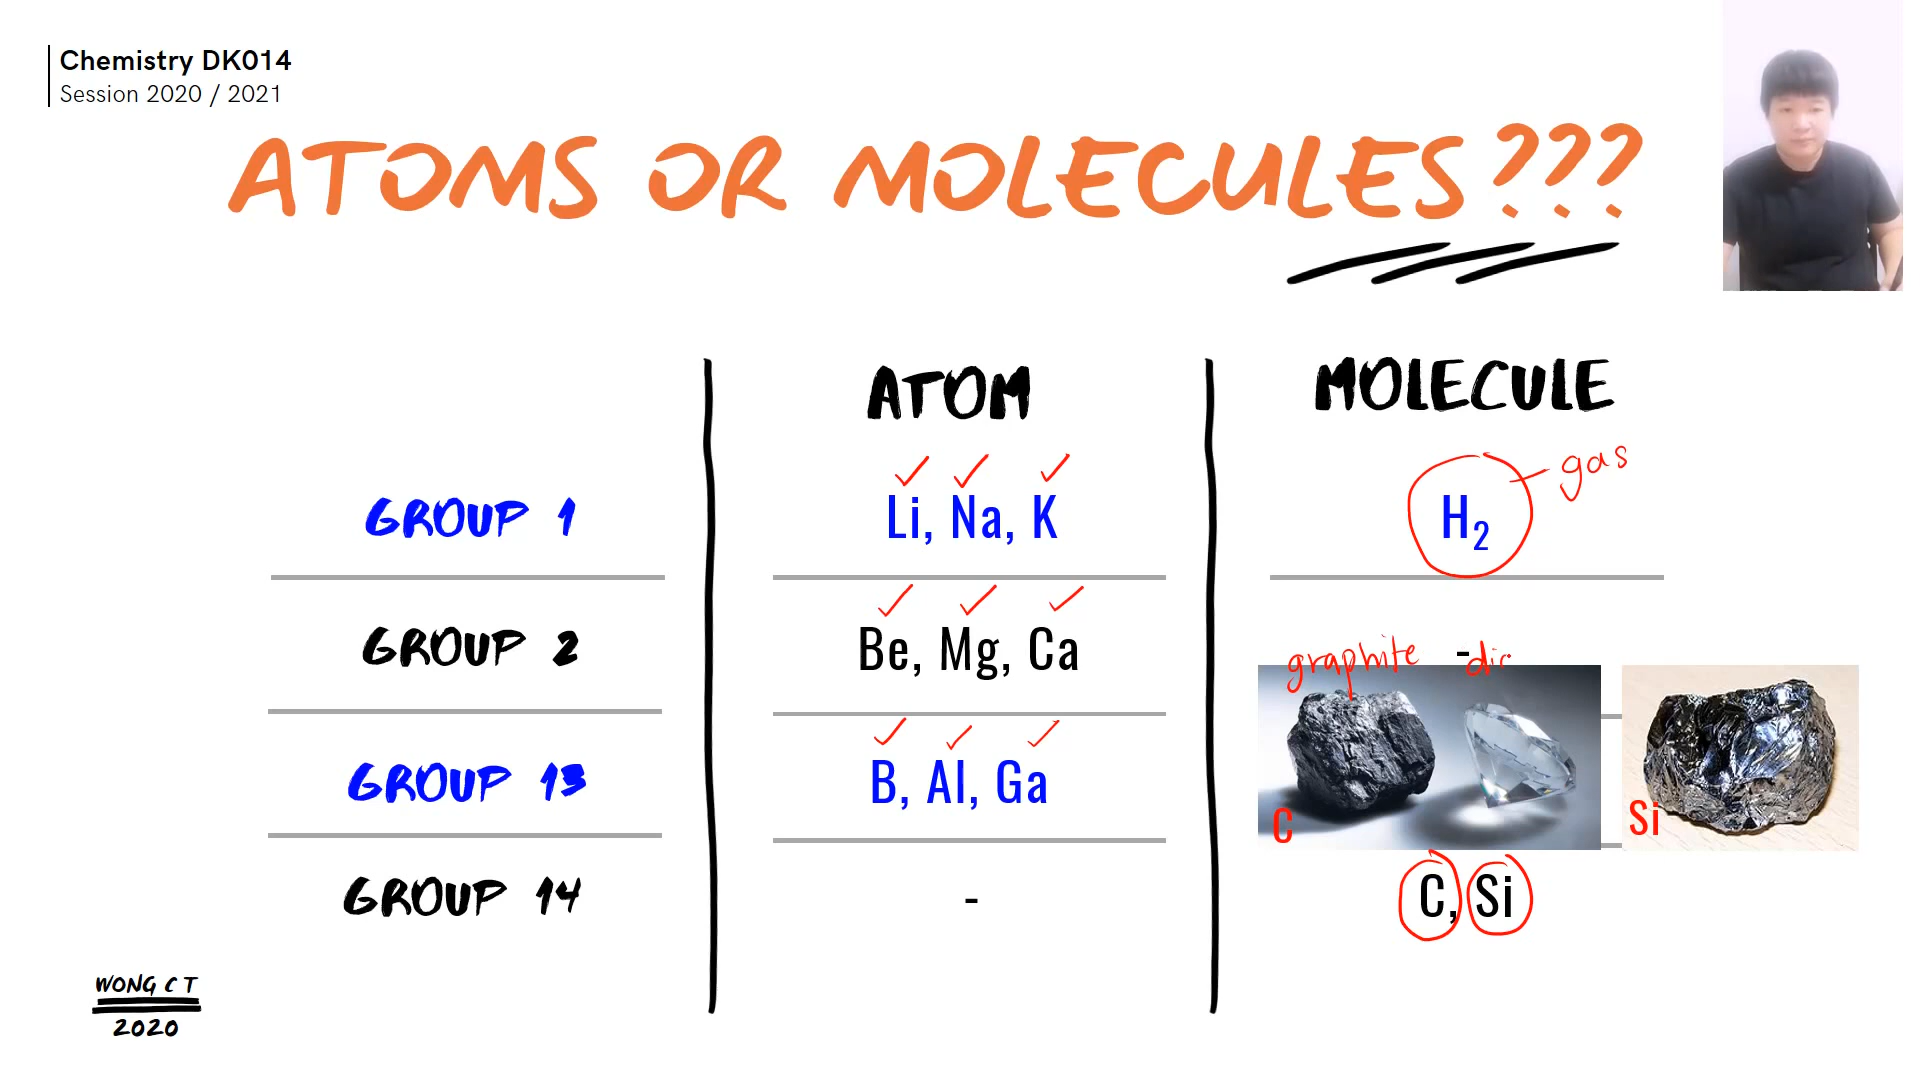 Chemistry DK014
Session 2020 / 2021
ATOMS OR MOLECULES???
ATOM
MOLECULE
gas
GROUP 1
Li, Na, K
H₂
GROUP 2
Be, Mg, Ca
-
graphite
GROUP 13
B, Al, Ga
C
Si
GROUP 14
-
C, Si
WONG C T
2020